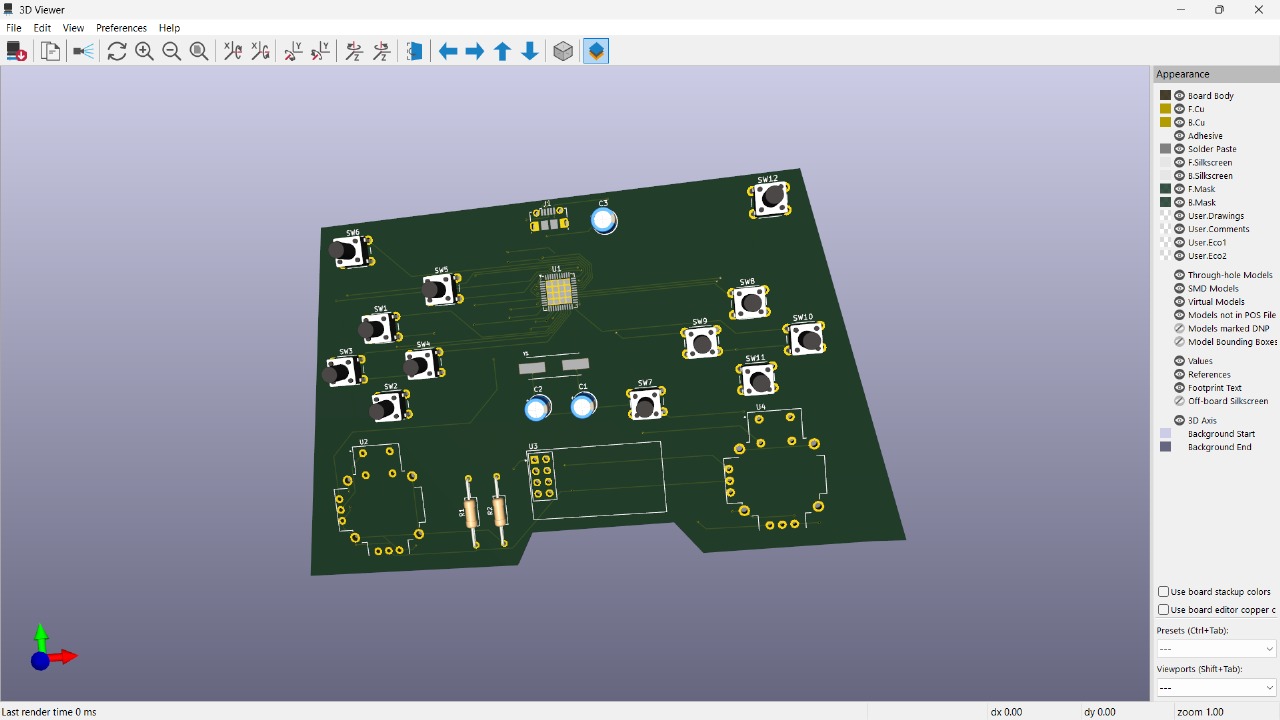 3D Viewer
File Edit View Preferences Help
Appearance
Board Body
F.Cu
B.Cu
Adhesive
Solder Paste
F.Silkscreen
B.Silkscreen
F.Mask
B.Mask
User.Drawings
User.Comments
User.Eco1
User.Eco2
Through-hole Models
SMD Models
Virtual Models
Models not in POS File
Models marked DNP
Model Bounding Boxes
Values
References
Footprint Text
Off-board Silkscreen
3D Axis
Background Start
Background End
Use board stackup colors
Use board editor copper c
Presets (Ctrl+Tab):
---
Viewports (Shift+Tab):
---
SW12
J1
C3
SW6
SW5
U1
SW8
SW1
SW9
SW10
SW3
SW4
SW11
SW2
C2
C1
SW7
U4
U2
U3
R1
R2
Last render time 0 ms
dx 0.00
dy 0.00
zoom 1.00